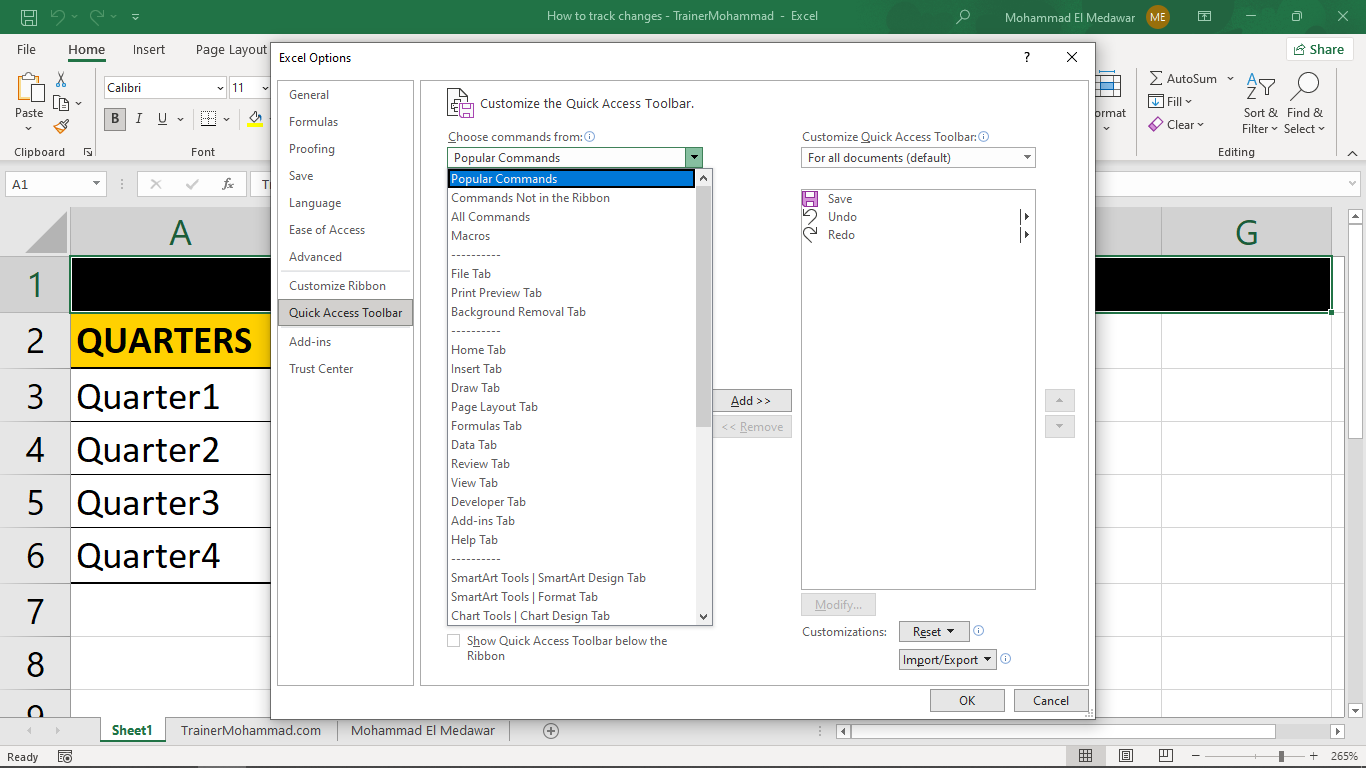 How to track changes - TrainerMohammad - Excel
Mohammad El Medawar
ME
File
Home
Insert
Page Layout
Share
Paste
Clipboard
Calibri
11
B
I
U
Font
Format
AutoSum
Fill
Clear
Sort &
Filter
Find &
Select
Editing
A1
fx
Excel Options
?
General
Formulas
Proofing
Save
Language
Ease of Access
Advanced
Customize Ribbon
Quick Access Toolbar
Add-ins
Trust Center
Customize the Quick Access Toolbar.
Choose commands from:
Popular Commands
Popular Commands
Commands Not in the Ribbon
All Commands
Macros
----------
File Tab
Print Preview Tab
Background Removal Tab
----------
Home Tab
Insert Tab
Draw Tab
Page Layout Tab
Formulas Tab
Data Tab
Review Tab
View Tab
Developer Tab
Add-ins Tab
Help Tab
----------
SmartArt Tools | SmartArt Design Tab
SmartArt Tools | Format Tab
Chart Tools | Chart Design Tab
Show Quick Access Toolbar below the
Ribbon
Add >>
<< Remove
Customize Quick Access Toolbar:
For all documents (default)
Save
Undo
Redo
Modify...
Customizations:
Reset
Import/Export
OK
Cancel
A
G
1
2
QUARTERS
3
Quarter1
4
Quarter2
5
Quarter3
6
Quarter4
7
8
9
Sheet1
TrainerMohammad.com
Mohammad El Medawar
Ready
265%